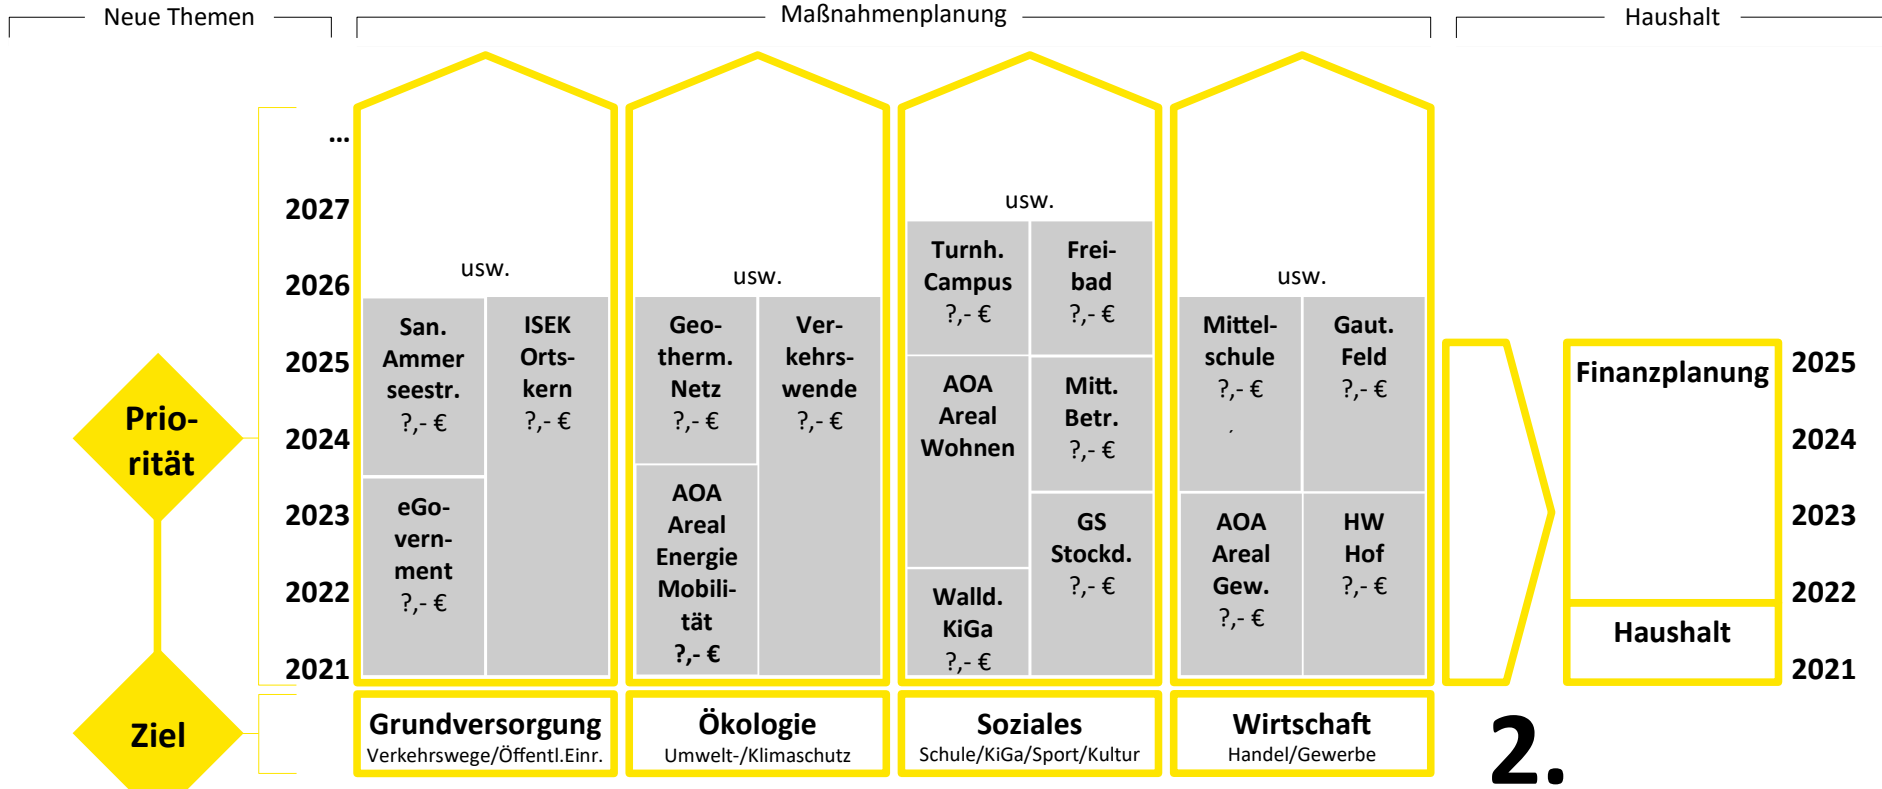 Neue Themen
Maßnahmenplanung
Haushalt
...
2027
2026
2025
2024
2023
2022
2021
Prio-
rität
Ziel
usw.
San.
Ammer
seestr.
?,- €
ISEK
Orts-
kern
?,- €
eGo-
vern-
ment
?,- €
Grundversorgung
Verkehrswege/Öffentl.Einr.
usw.
Geo-
therm.
Netz
?,- €
Ver-
kehrs-
wende
?,- €
AOA
Areal
Energie
Mobili-
tät
?,- €
Ökologie
Umwelt-/Klimaschutz
usw.
Turnh.
Campus
?,- €
Frei-
bad
?,- €
AOA
Areal
Wohnen
Mitt.
Betr.
?,- €
GS
Stockd.
?,- €
Walld.
KiGa
?,- €
Soziales
Schule/KiGa/Sport/Kultur
usw.
Mittel-
schule
?,- €
Gaut.
Feld
?,- €
AOA
Areal
Gew.
?,- €
HW
Hof
?,- €
Wirtschaft
Handel/Gewerbe
Finanzplanung
Haushalt
2025
2024
2023
2022
2021
2.